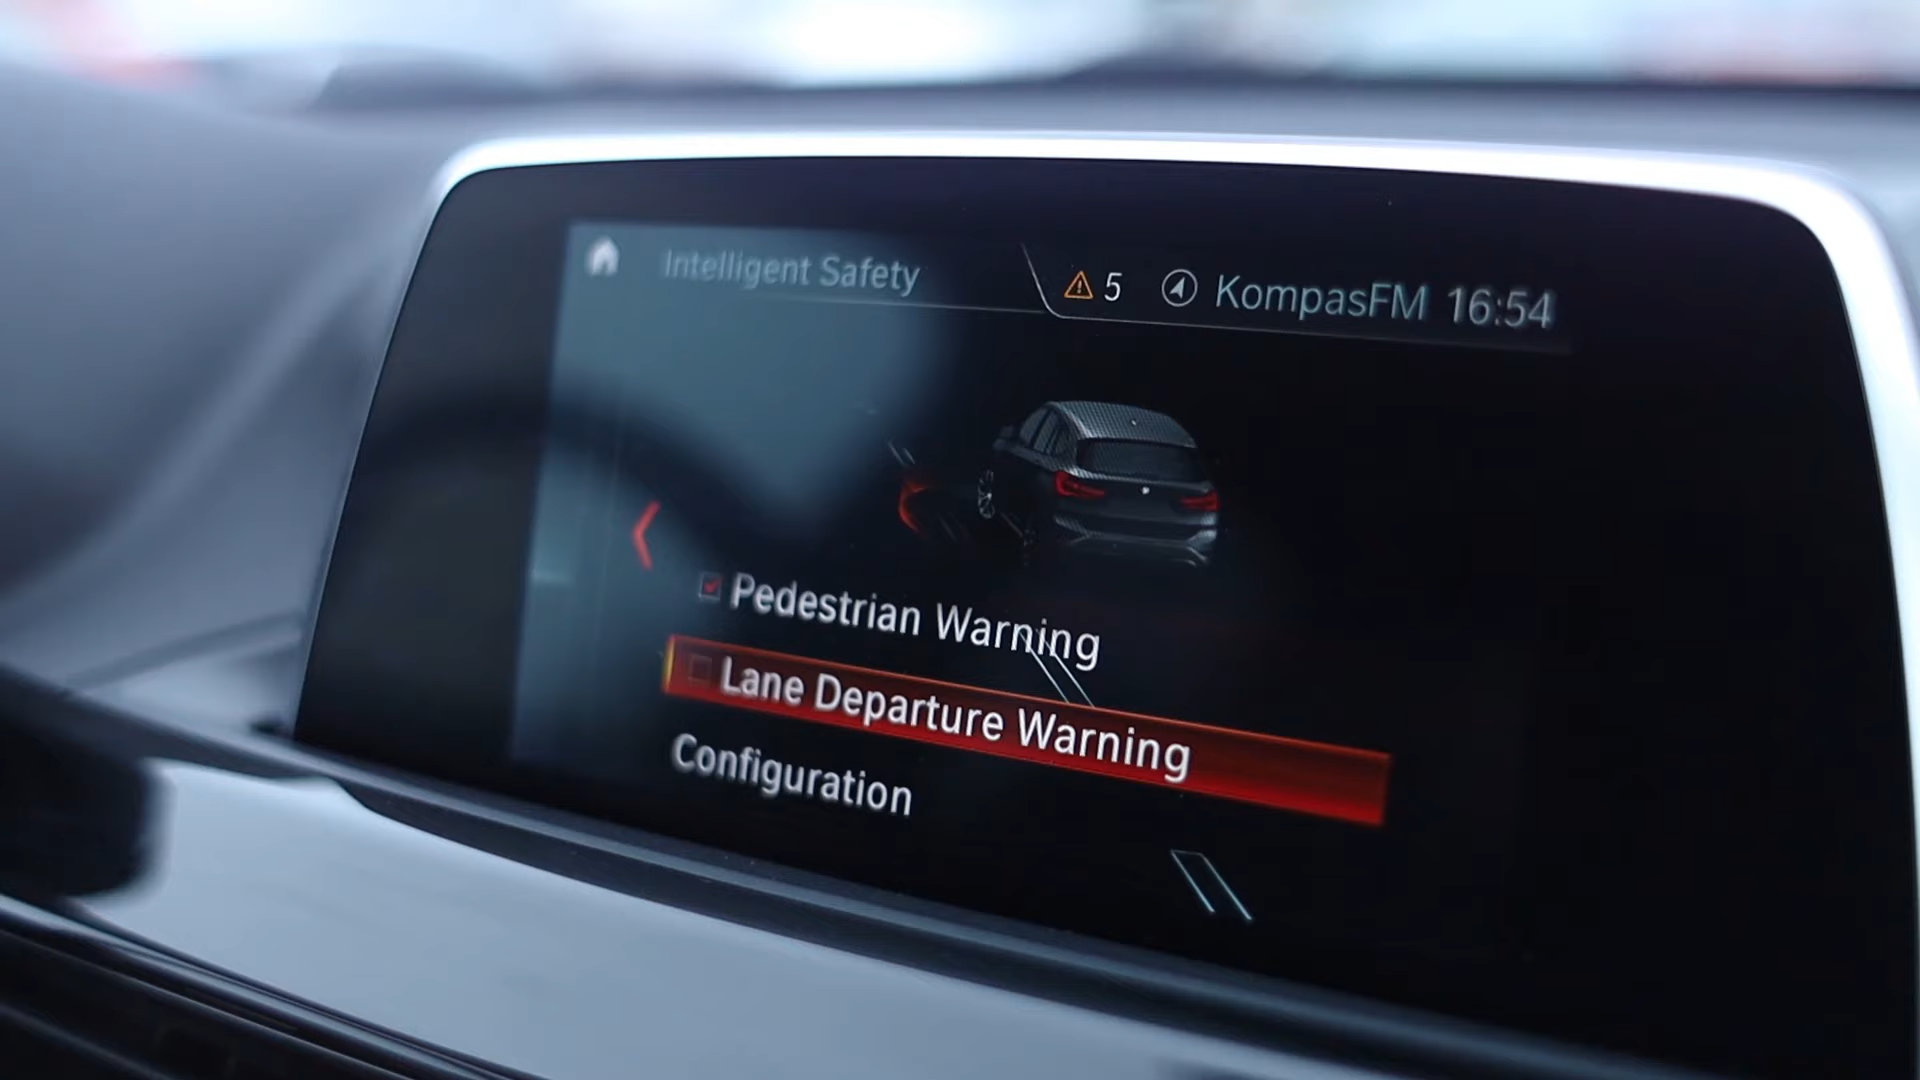 Intelligent Safety
5 KompasFM 16:54
Pedestrian Warning
Lane Departure Warning
Configuration